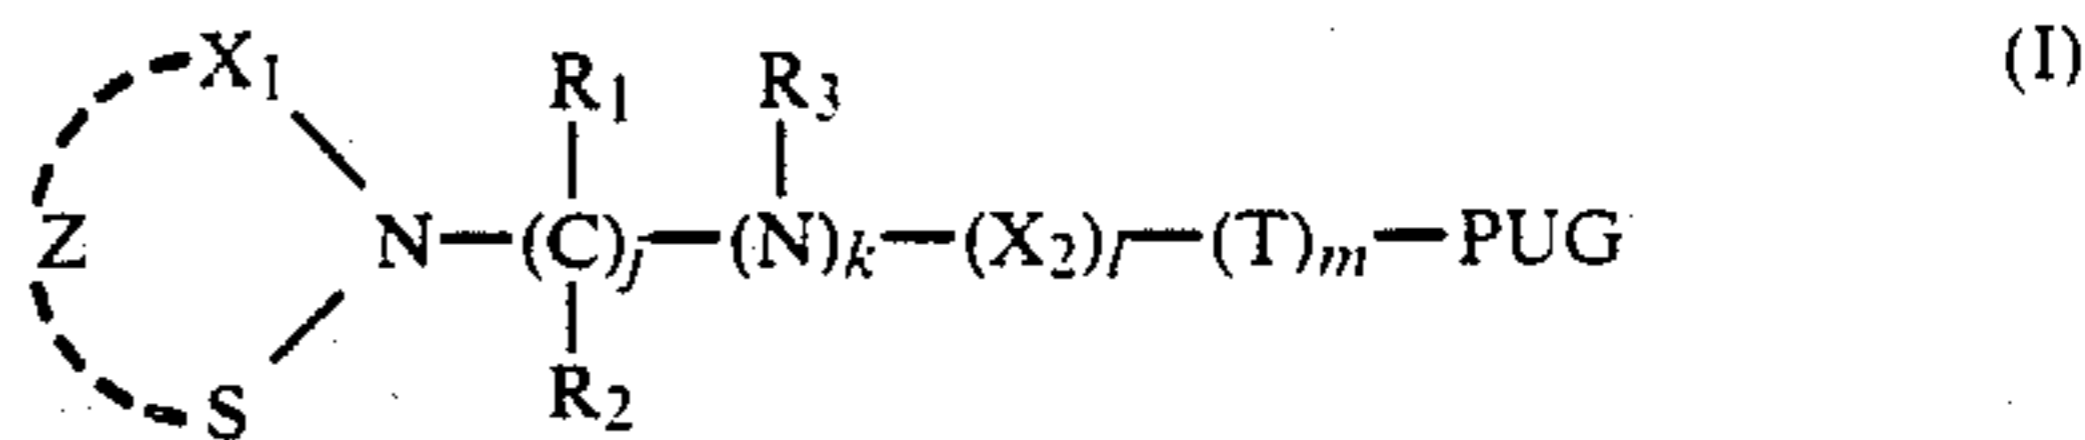 X1 R1 R3 (I)
Z N—(C)j—(N)k—(X2)l—(T)m—PUG
S R2